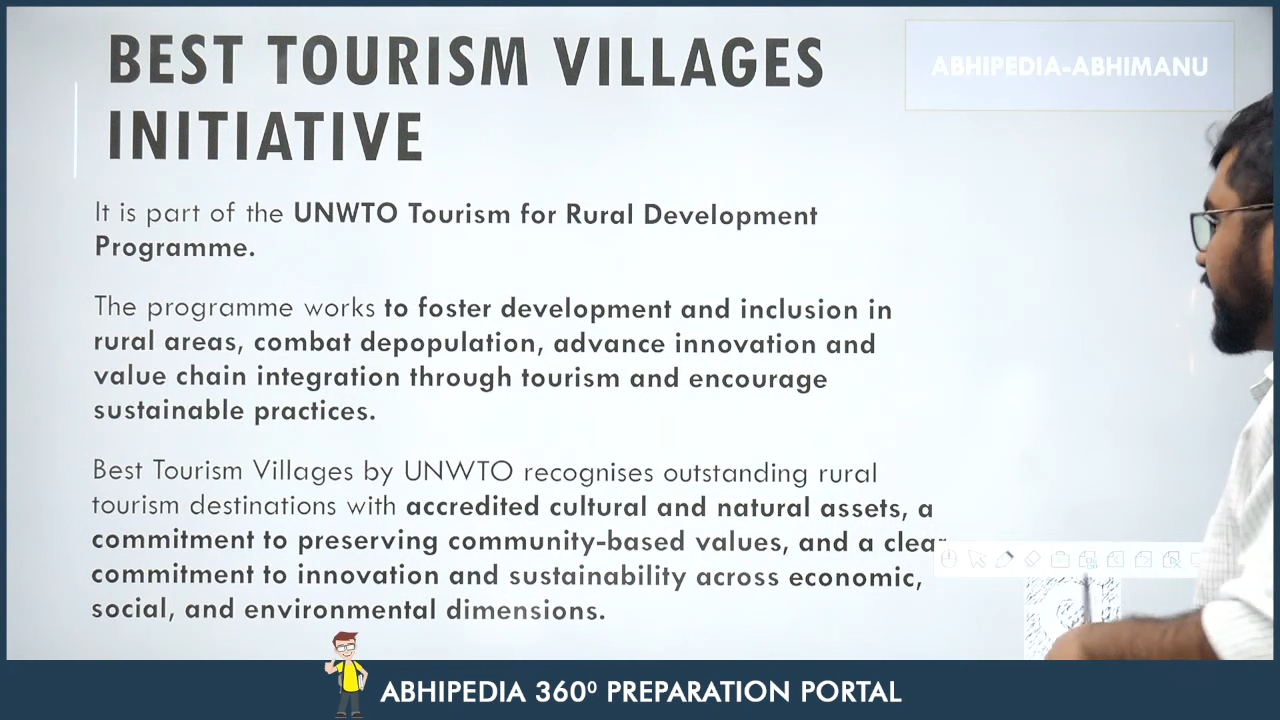 BEST TOURISM VILLAGES
INITIATIVE
ABHIPEDIA-ABHIMANU
It is part of the UNWTO Tourism for Rural Development
Programme.
The programme works to foster development and inclusion in
rural areas, combat depopulation, advance innovation and
value chain integration through tourism and encourage
sustainable practices.
Best Tourism Villages by UNWTO recognises outstanding rural
tourism destinations with accredited cultural and natural assets, a
commitment to preserving community-based values, and a clear
commitment to innovation and sustainability across economic,
social, and environmental dimensions.
ABHIPEDIA 360⁰ PREPARATION PORTAL